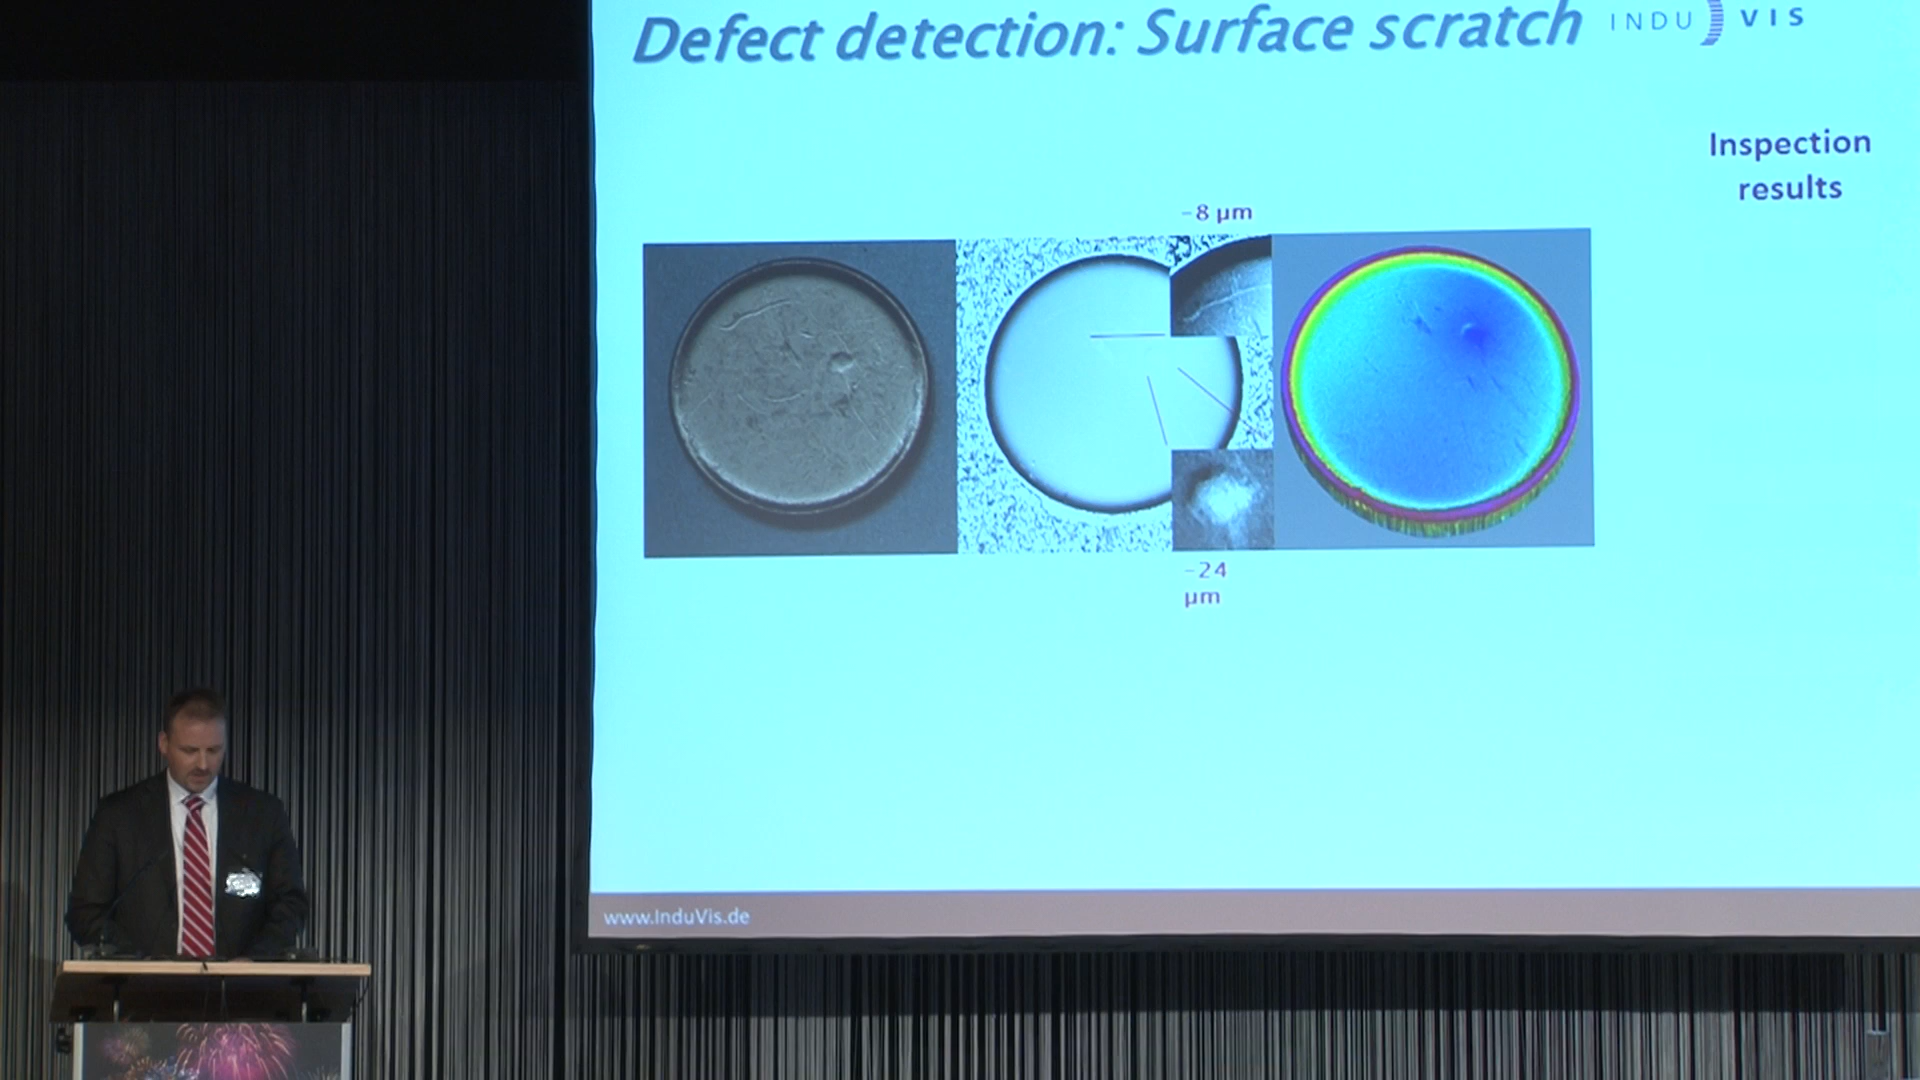 Defect detection: Surface scratch
INDU VIS
Inspection
results
-8 µm
-24
µm
www.InduVis.de